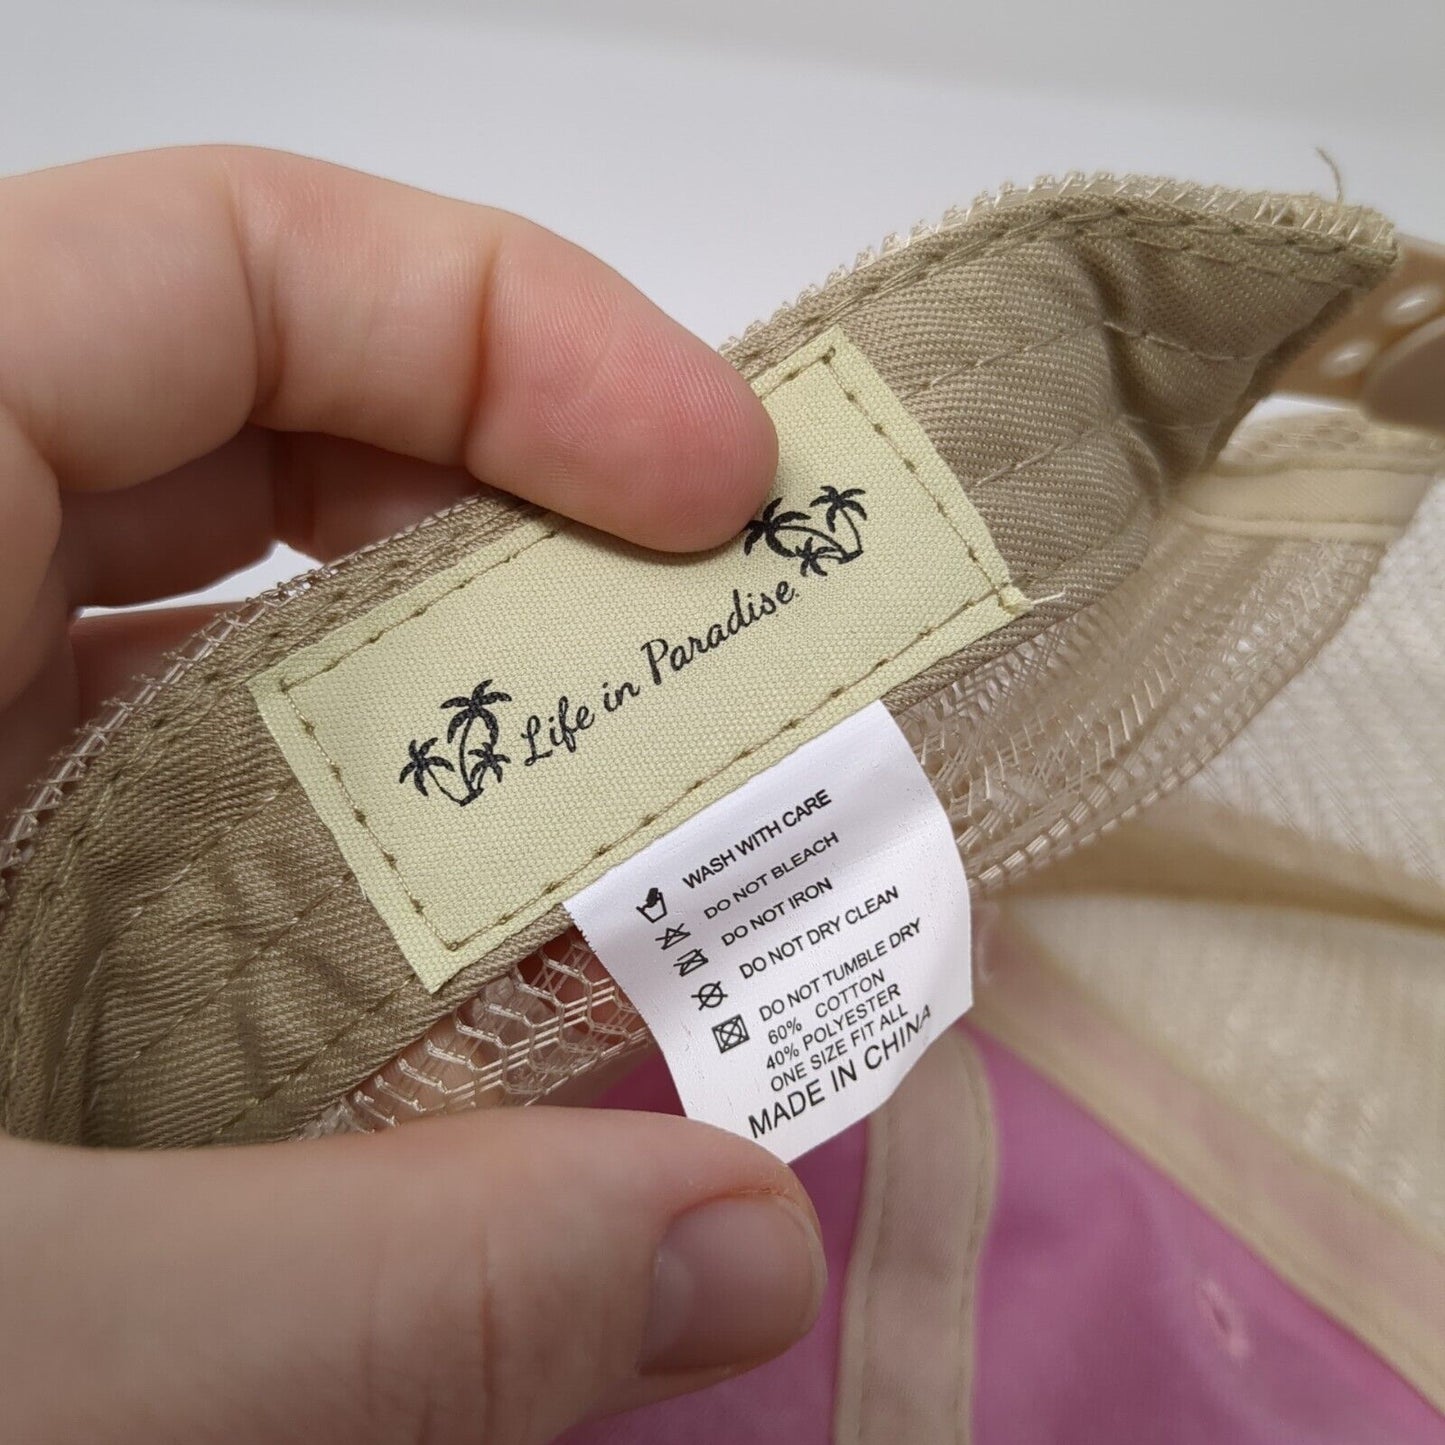 Life in Paradise.
WASH WITH CARE
DO NOT BLEACH
DO NOT IRON
DO NOT DRY CLEAN
DO NOT TUMBLE DRY
60% COTTON
40% POLYESTER
ONE SIZE FIT ALL
MADE IN CHINA